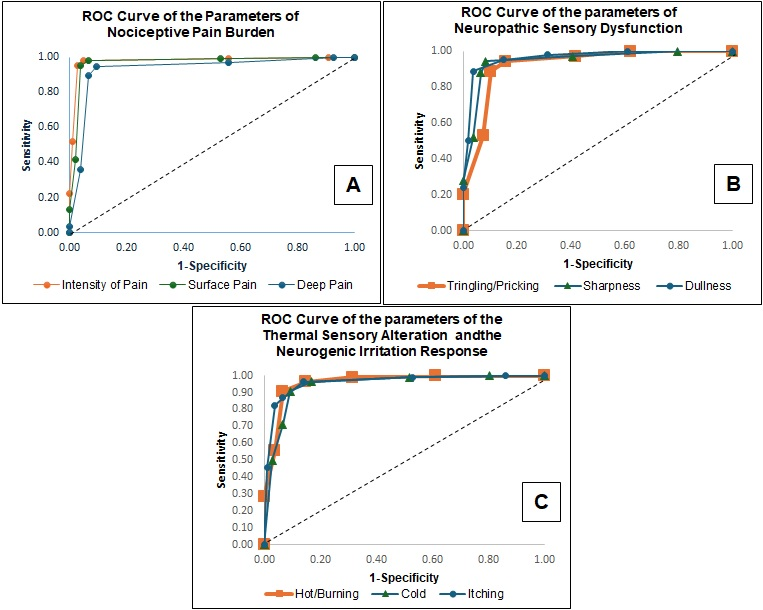 ROC Curve of the Parameters of
Nociceptive Pain Burden
1.00
0.80
0.60
0.40
0.20
0.00
Sensitivity
0.00 0.20 0.40 0.60 0.80 1.00
1-Specificity
A
Intensity of Pain Surface Pain Deep Pain
ROC Curve of the parameters of
Neuropathic Sensory Dysfunction
1.00
0.80
0.60
0.40
0.20
0.00
Sensitivity
0.00 0.20 0.40 0.60 0.80 1.00
1-Specificity
B
Tringling/Pricking Sharpness Dullness
ROC Curve of the parameters of the
Thermal Sensory Alteration andthe
Neurogenic Irritation Response
1.00
0.90
0.80
0.70
0.60
0.50
0.40
0.30
0.20
0.10
0.00
Sensitivity
0.00 0.20 0.40 0.60 0.80 1.00
1-Specificity
C
Hot/Burning Cold Itching